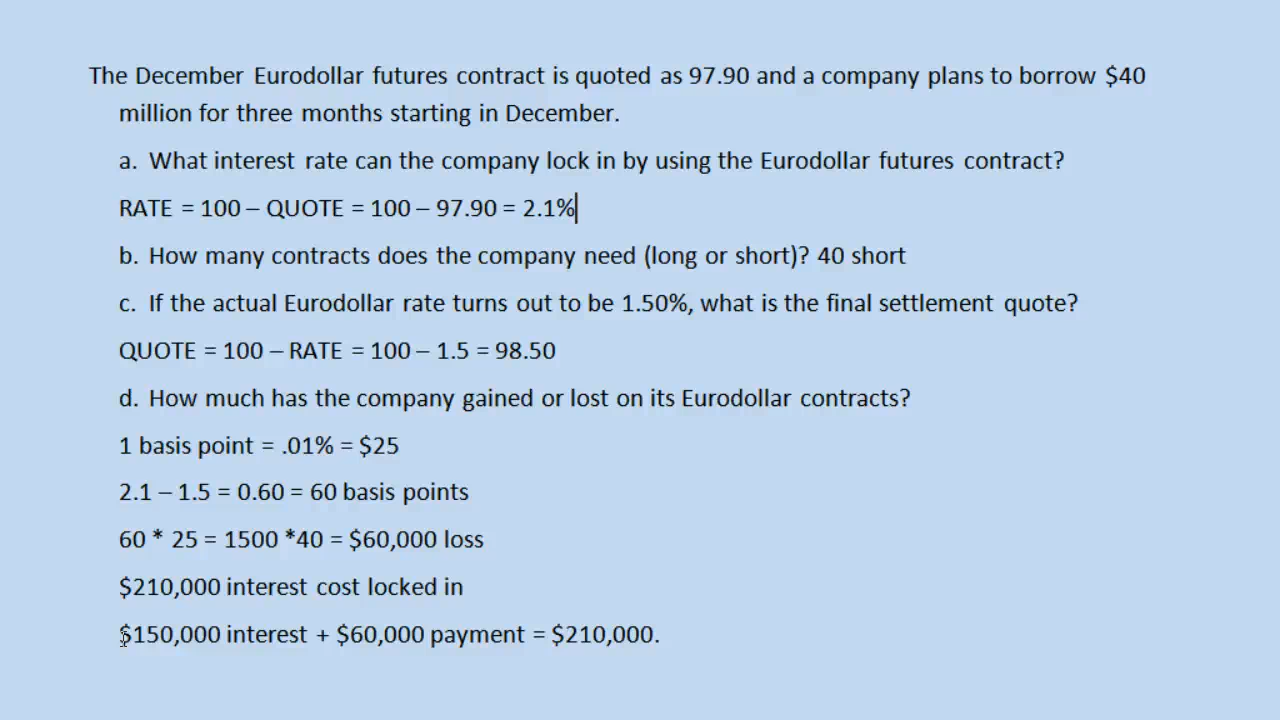 The December Eurodollar futures contract is quoted as 97.90 and a company plans to borrow $40
million for three months starting in December.
a. What interest rate can the company lock in by using the Eurodollar futures contract?
RATE = 100 – QUOTE = 100 – 97.90 = 2.1%
b. How many contracts does the company need (long or short)? 40 short
c. If the actual Eurodollar rate turns out to be 1.50%, what is the final settlement quote?
QUOTE = 100 – RATE = 100 – 1.5 = 98.50
d. How much has the company gained or lost on its Eurodollar contracts?
1 basis point = .01% = $25
2.1 – 1.5 = 0.60 = 60 basis points
60 * 25 = 1500 *40 = $60,000 loss
$210,000 interest cost locked in
$150,000 interest + $60,000 payment = $210,000.